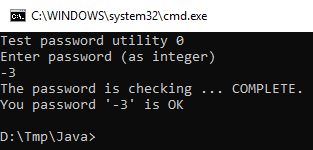 C:\WINDOWS\system32\cmd.exe
Test password utility 0
Enter password (as integer)
-3
The password is checking ... COMPLETE.
You password '-3' is OK
D:\Tmp\Java>